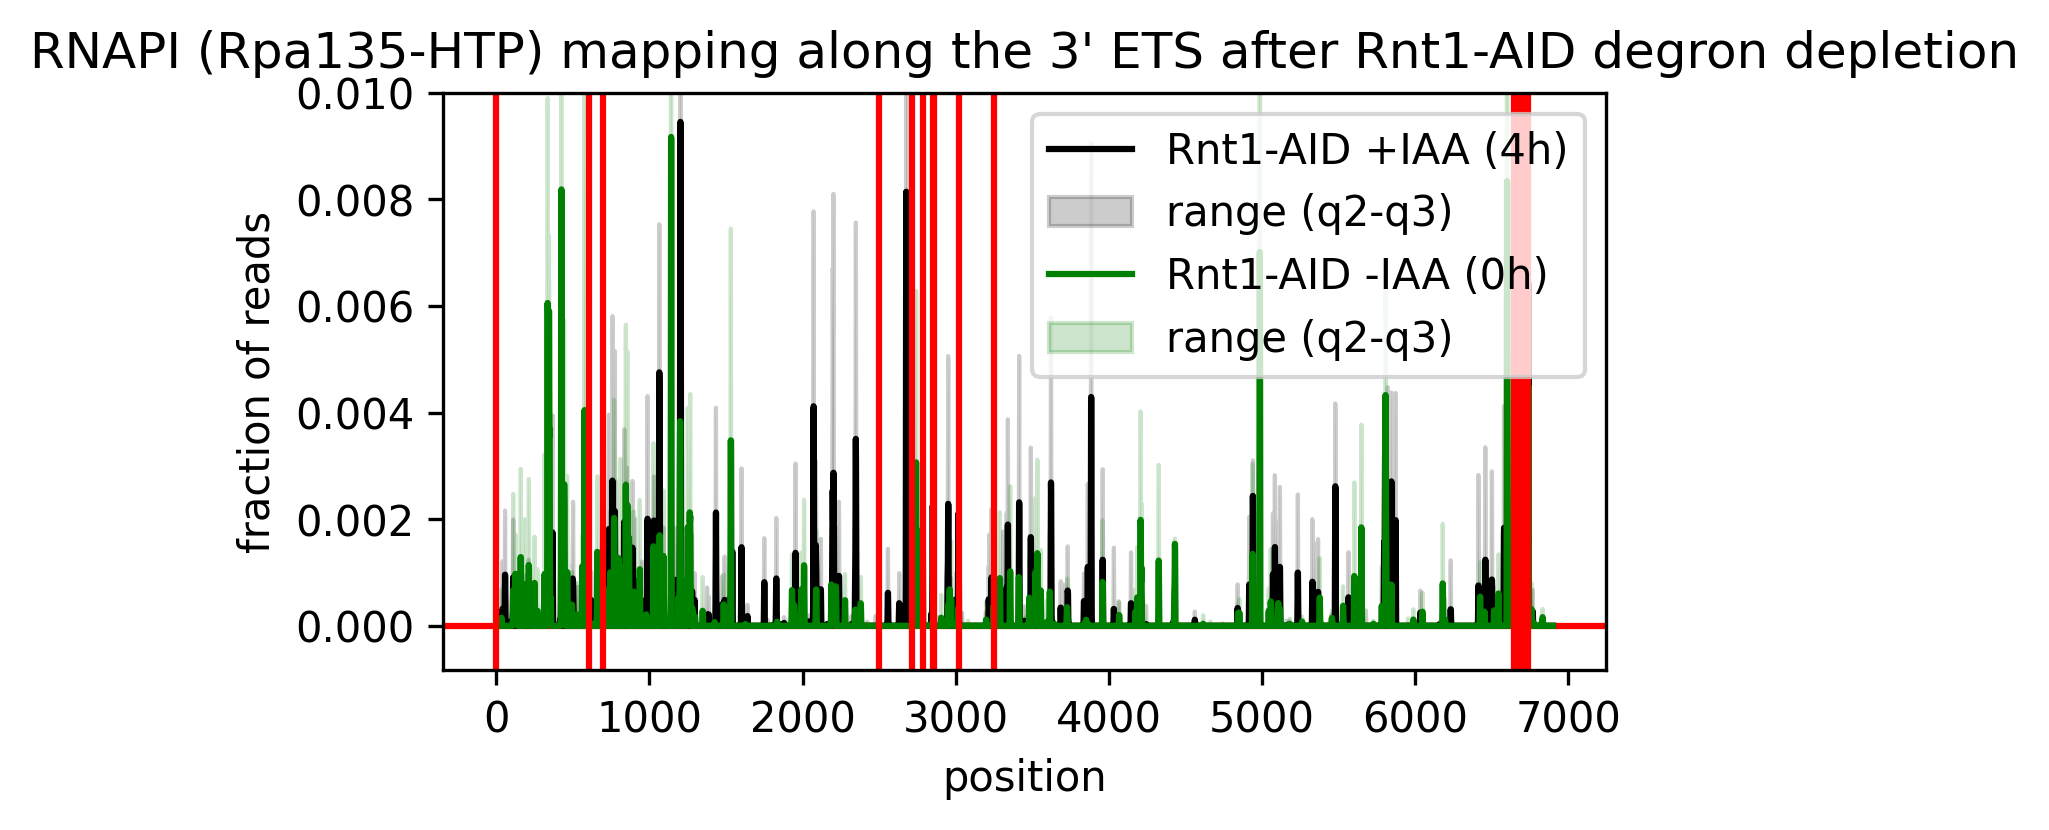 RNAPI (Rpa135-HTP) mapping along the 3' ETS after Rnt1-AID degron depletion
0.010
0.008
0.006
0.004
0.002
0.000
fraction of reads
Rnt1-AID +IAA (4h)
range (q2-q3)
Rnt1-AID -IAA (0h)
range (q2-q3)
0 1000 2000 3000 4000 5000 6000 7000
position